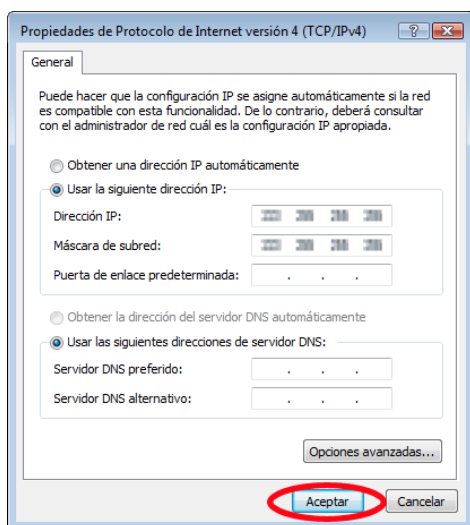 Propiedades de Protocolo de Internet versión 4 (TCP/IPv4)
General
Puede hacer que la configuración IP se asigne automáticamente si la red
es compatible con esta funcionalidad. De lo contrario, deberá consultar
con el administrador de red cuál es la configuración IP apropiada.
Obtener una dirección IP automáticamente
Usar la siguiente dirección IP:
Dirección IP:
Máscara de subred:
Puerta de enlace predeterminada:
Obtener la dirección del servidor DNS automáticamente
Usar las siguientes direcciones de servidor DNS:
Servidor DNS preferido:
Servidor DNS alternativo:
Opciones avanzadas...
Aceptar Cancelar